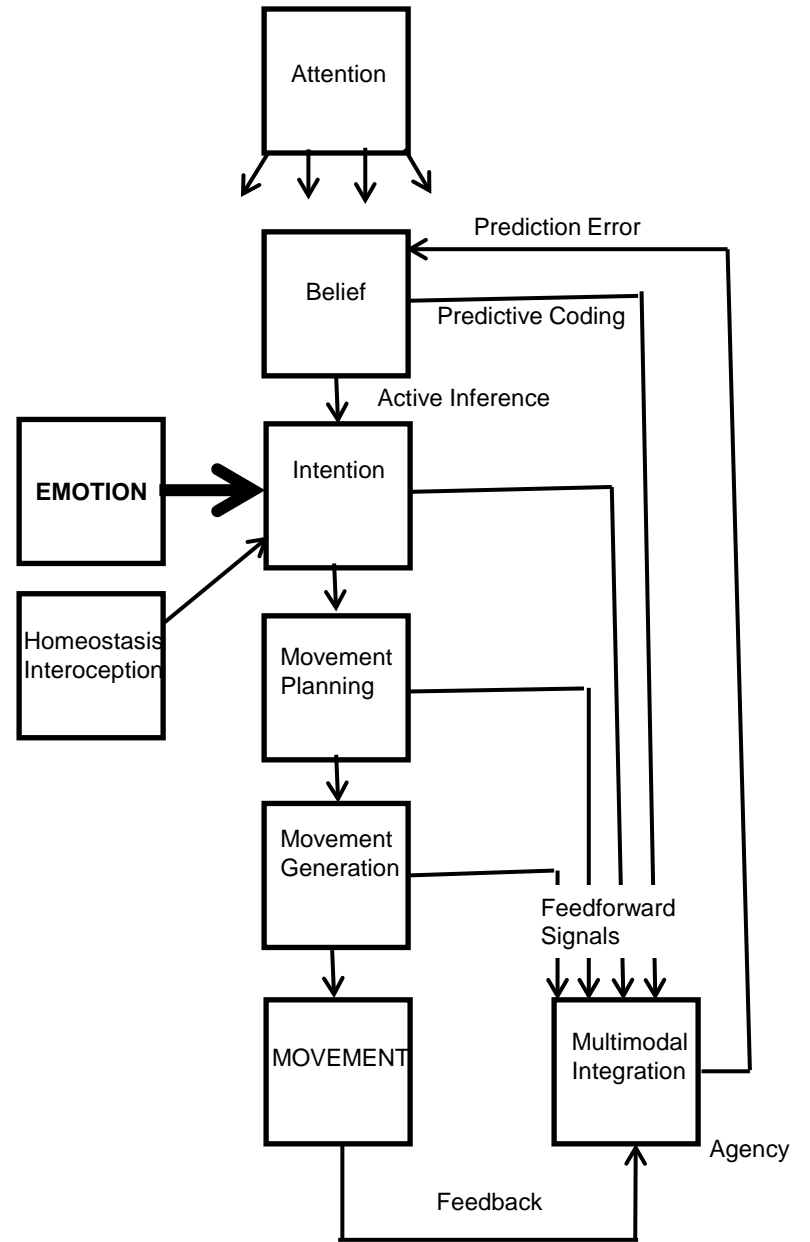 Attention
Prediction Error
Belief
Predictive Coding
Active Inference
EMOTION
Intention
Homeostasis
Interoception
Movement
Planning
Movement
Generation
Feedforward
Signals
MOVEMENT
Multimodal
Integration
Agency
Feedback